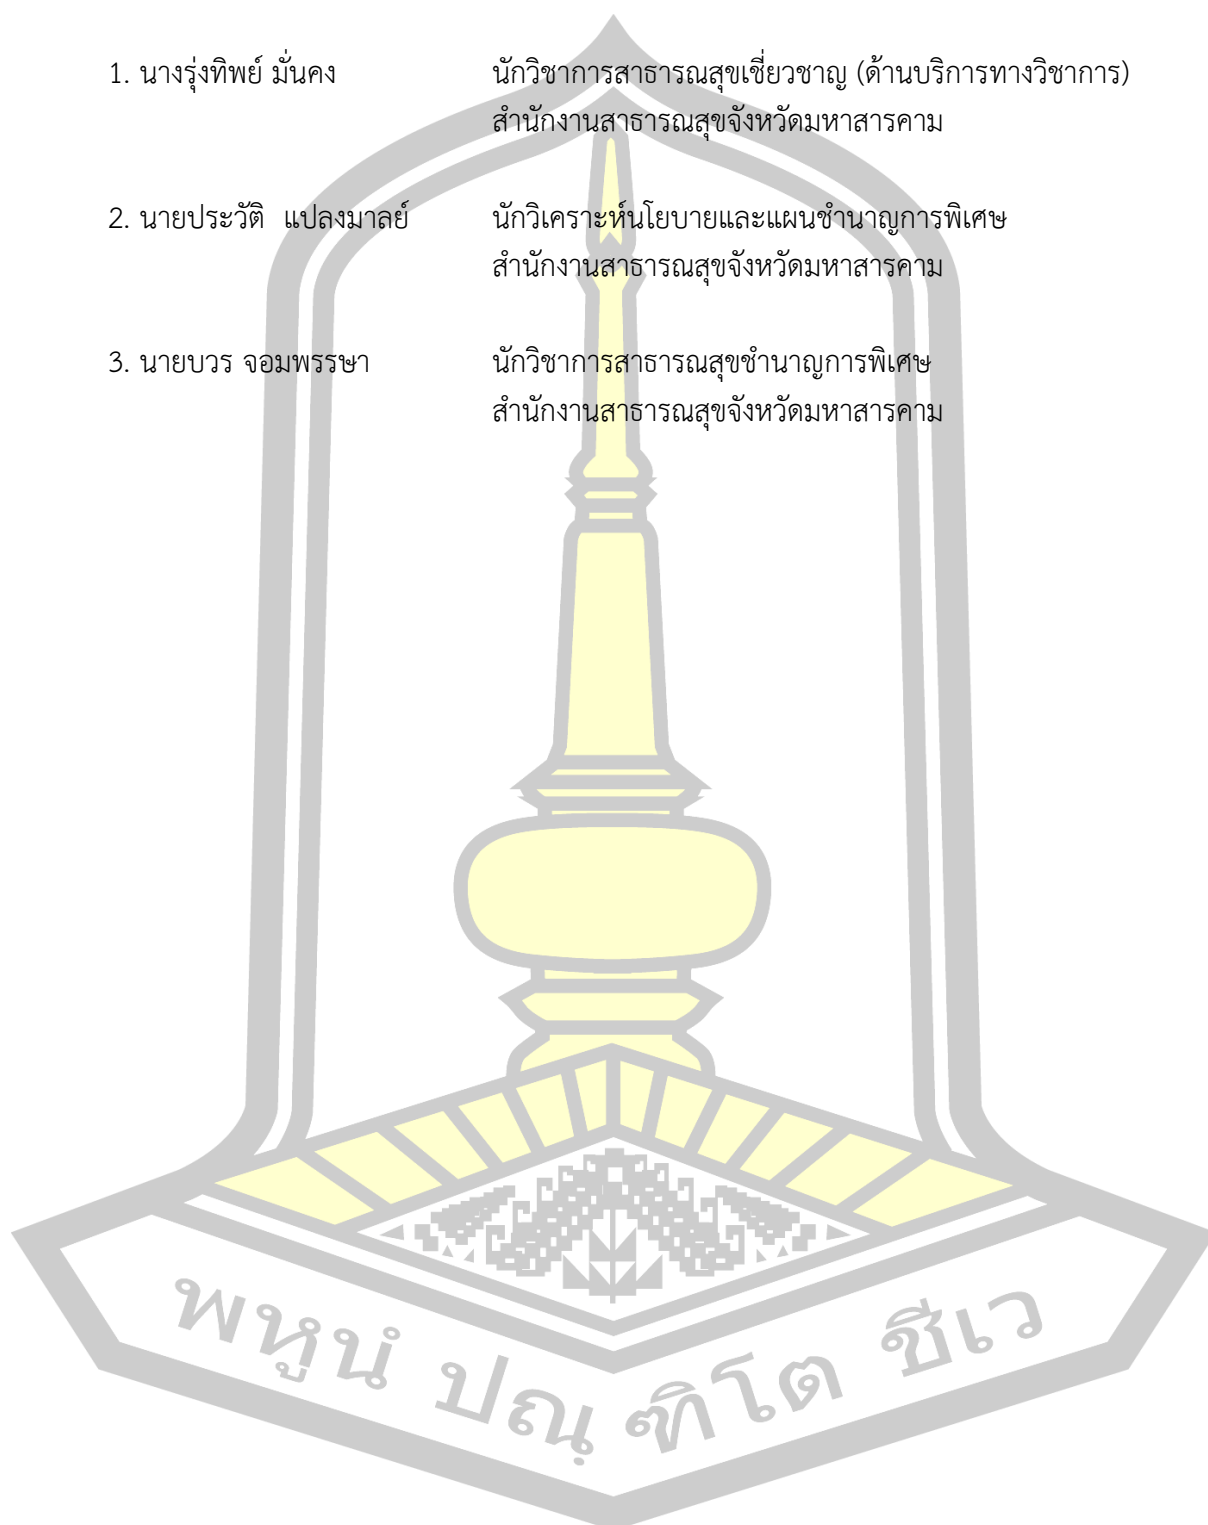 1. นางรุ่งทิพย์ มั่นคง นักวิชาการสาธารณสุขเชี่ยวชาญ (ด้านบริการทางวิชาการ)
สำนักงานสาธารณสุขจังหวัดมหาสารคาม
2. นายประวัติ แปลงมาลย์ นักวิเคราะห์นโยบายและแผนชำนาญการพิเศษ
สำนักงานสาธารณสุขจังหวัดมหาสารคาม
3. นายบวร จอมพรรษา นักวิชาการสาธารณสุขชำนาญการพิเศษ
สำนักงานสาธารณสุขจังหวัดมหาสารคาม
พหูนํ ปณฺฑิโต ชีเว